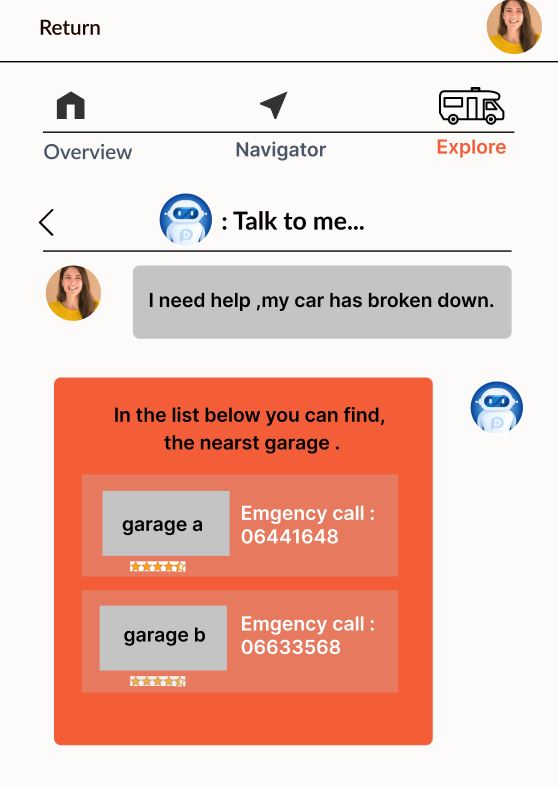 Return
Overview
Navigator
Explore
: Talk to me...
I need help ,my car has broken down.
In the list below you can find,
the nearst garage .
garage a
Emgency call :
06441648
garage b
Emgency call :
06633568